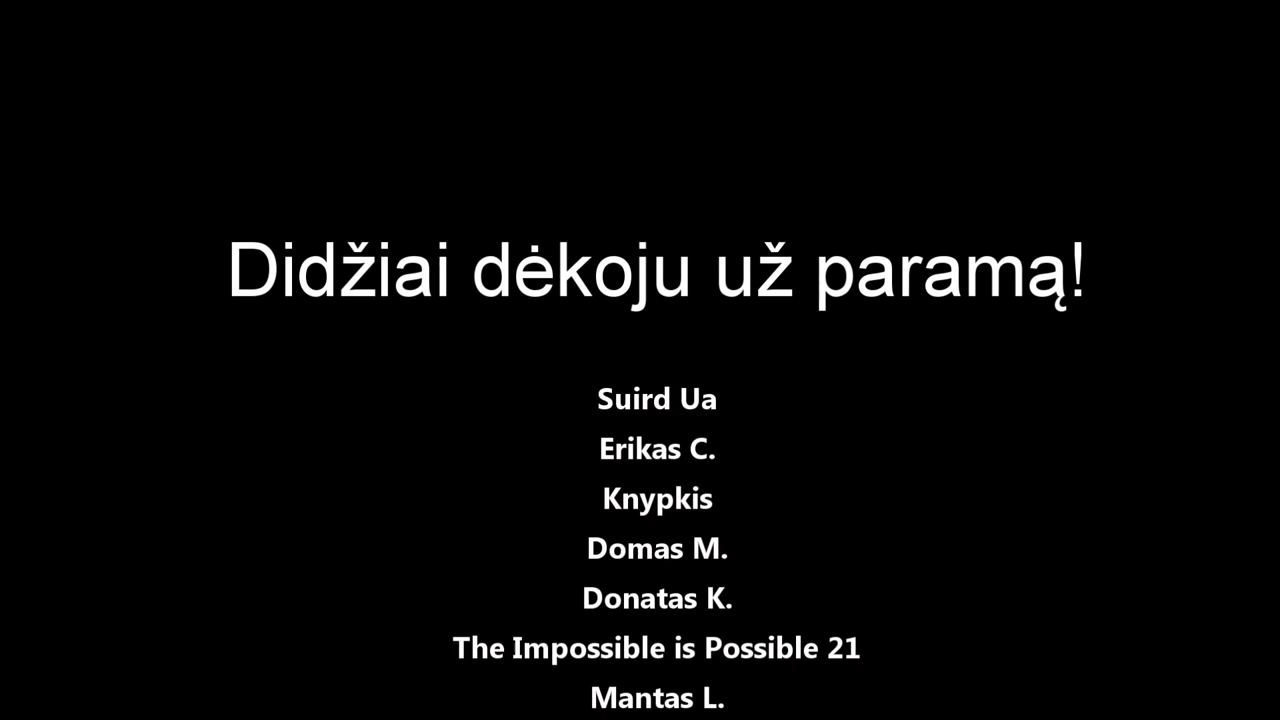 Didžiai dėkoju už paramą!
Suird Ua
Erikas C.
Knypkis
Domas M.
Donatas K.
The Impossible is Possible 21
Mantas L.